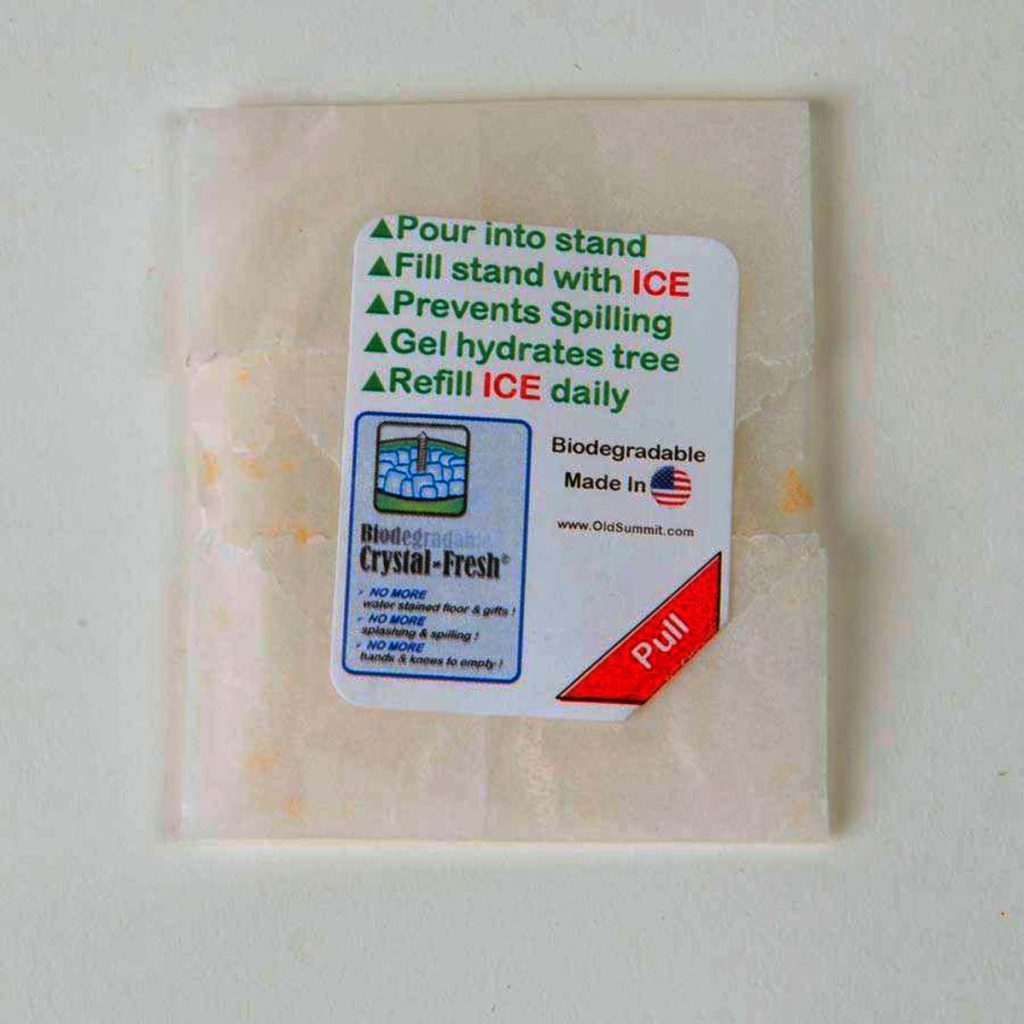 ▲Pour into stand
▲Fill stand with ICE
▲Prevents Spilling
▲Gel hydrates tree
▲Refill ICE daily
Biodegradable
Made In
www.OldSummit.com
Biodegradable
Crystal-Fresh®
NO MORE
water stained floor & gifts !
NO MORE
splashing & spilling !
NO MORE
hands & knees to empty !
Pull